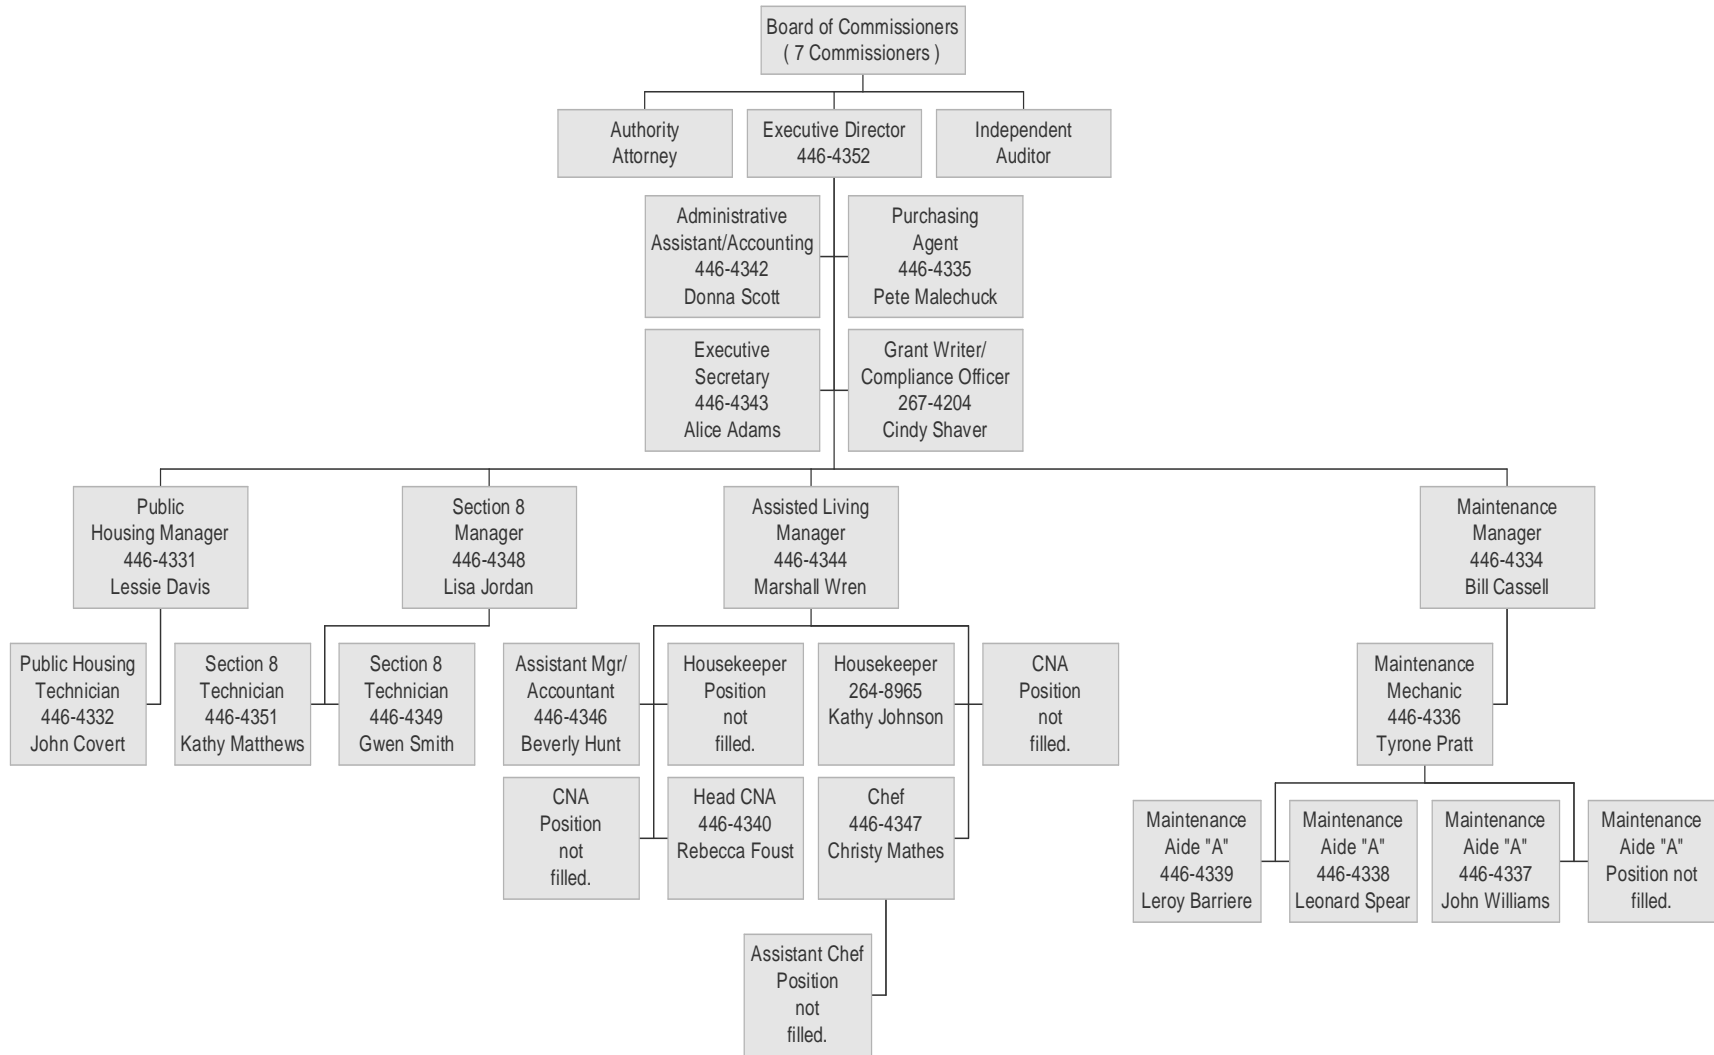 Board of Commissioners
( 7 Commissioners )
Authority
Attorney
Executive Director
446-4352
Independent
Auditor
Administrative
Assistant/Accounting
446-4342
Donna Scott
Purchasing
Agent
446-4335
Pete Malechuck
Executive
Secretary
446-4343
Alice Adams
Grant Writer/
Compliance Officer
267-4204
Cindy Shaver
Public
Housing Manager
446-4331
Lessie Davis
Section 8
Manager
446-4348
Lisa Jordan
Assisted Living
Manager
446-4344
Marshall Wren
Maintenance
Manager
446-4334
Bill Cassell
Public Housing
Technician
446-4332
John Covert
Section 8
Technician
446-4351
Kathy Matthews
Section 8
Technician
446-4349
Gwen Smith
Assistant Mgr/
Accountant
446-4346
Beverly Hunt
Housekeeper
Position
not
filled.
Housekeeper
264-8965
Kathy Johnson
CNA
Position
not
filled.
Maintenance
Mechanic
446-4336
Tyrone Pratt
CNA
Position
not
filled.
Head CNA
446-4340
Rebecca Foust
Chef
446-4347
Christy Mathes
Maintenance
Aide "A"
446-4339
Leroy Barriere
Maintenance
Aide "A"
446-4338
Leonard Spear
Maintenance
Aide "A"
446-4337
John Williams
Maintenance
Aide "A"
Position not
filled.
Assistant Chef
Position
not
filled.